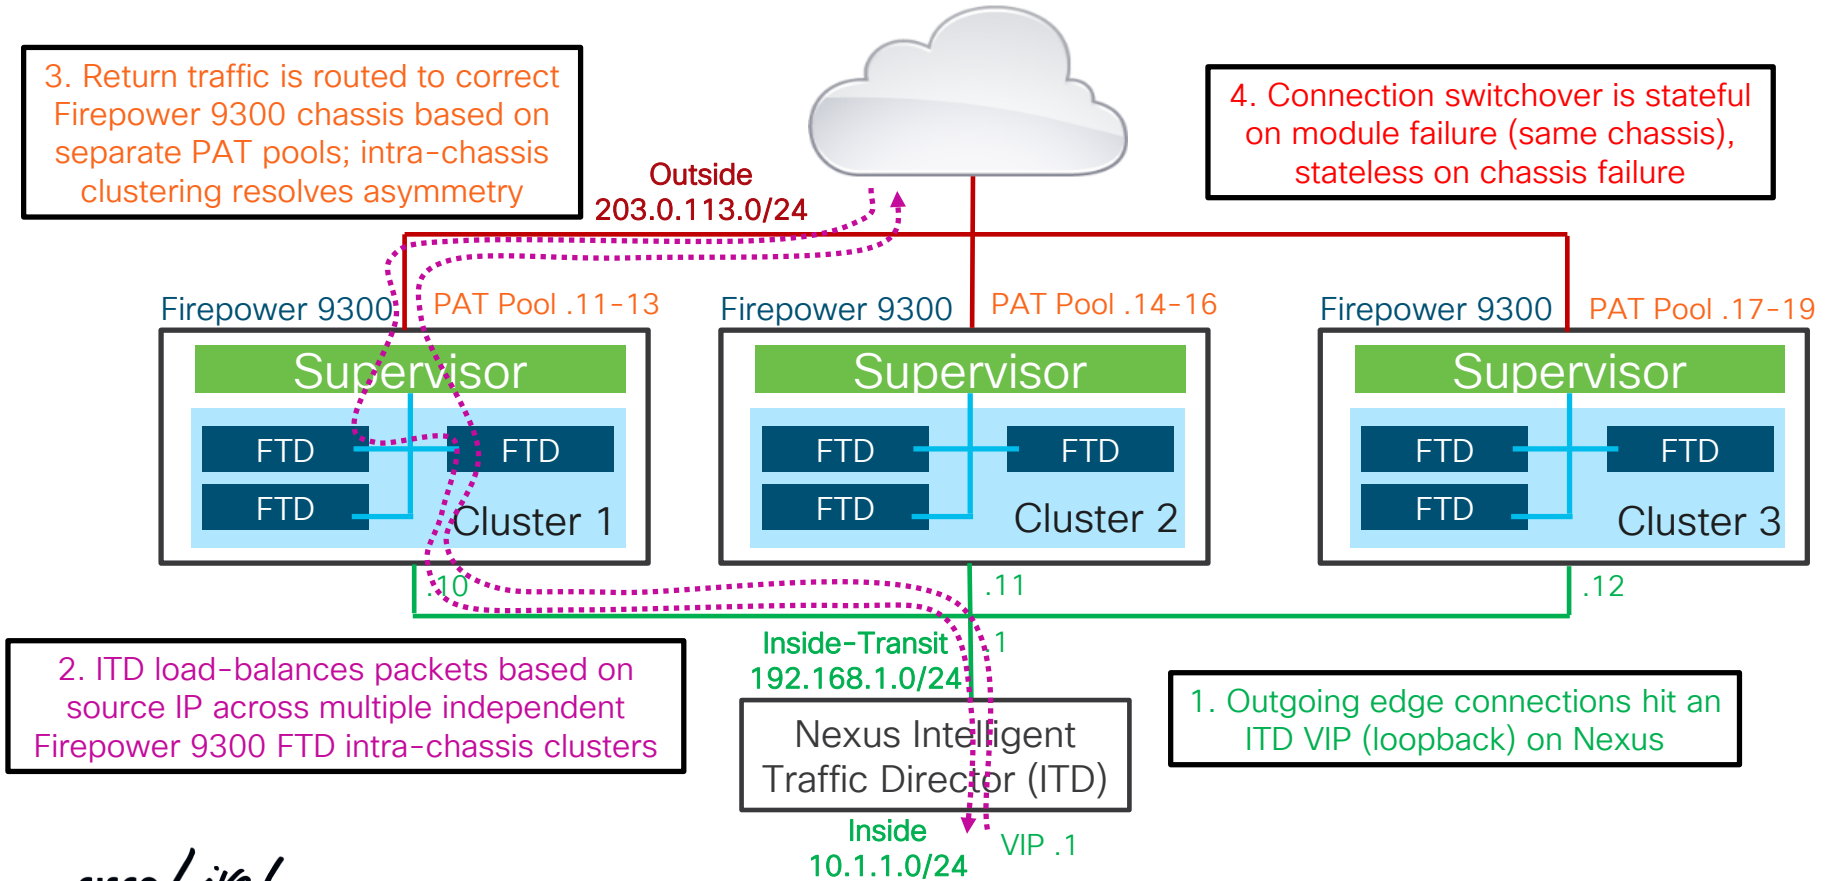 3. Return traffic is routed to correct
Firepower 9300 chassis based on
separate PAT pools; intra-chassis
clustering resolves asymmetry
4. Connection switchover is stateful
on module failure (same chassis),
stateless on chassis failure
Outside
203.0.113.0/24
Firepower 9300
PAT Pool .11-13
Firepower 9300
PAT Pool .14-16
Firepower 9300
PAT Pool .17-19
Supervisor
FTD
FTD
FTD
Cluster 1
Supervisor
FTD
FTD
FTD
Cluster 2
Supervisor
FTD
FTD
FTD
Cluster 3
.10
.11
.12
Inside-Transit
192.168.1.0/24
.1
2. ITD load-balances packets based on
source IP across multiple independent
Firepower 9300 FTD intra-chassis clusters
1. Outgoing edge connections hit an
ITD VIP (loopback) on Nexus
Nexus Intelligent
Traffic Director (ITD)
Inside
10.1.1.0/24
VIP .1